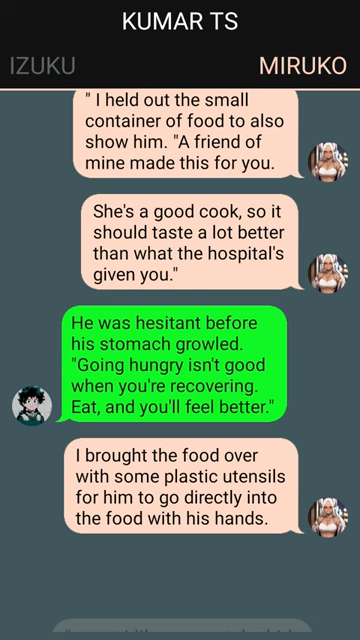 KUMAR TS
IZUKU
MIRUKO
" I held out the small
container of food to also
show him. "A friend of
mine made this for you.
She's a good cook, so it
should taste a lot better
than what the hospital's
given you."
He was hesitant before
his stomach growled.
"Going hungry isn't good
when you're recovering.
Eat, and you'll feel better."
I brought the food over
with some plastic utensils
for him to go directly into
the food with his hands.